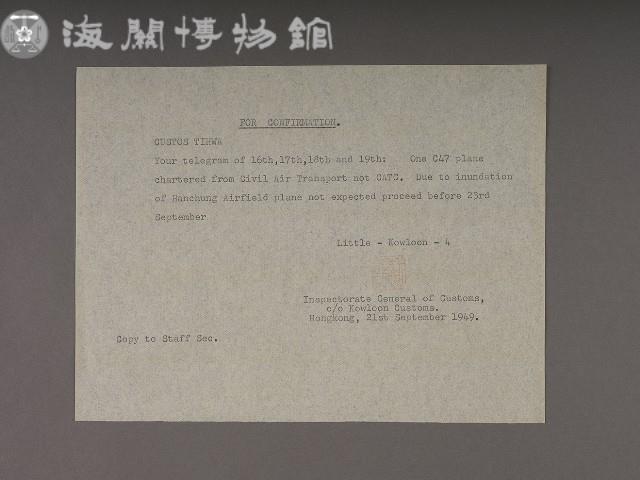 海關博物館
FOR CONFIRMATION.
CUSTOS TIHWA
Your telegram of 16th,17th,18th and 19th: One C47 plane
chartered from Civil Air Transport not CATC. Due to inundation
of Hanchung Airfield plane not expected proceed before 23rd
September
Little - Kowloon - 4
Inspectorate General of Customs,
c/o Kowloon Customs.
Hongkong, 21st September 1949.
Copy to Staff Sec.